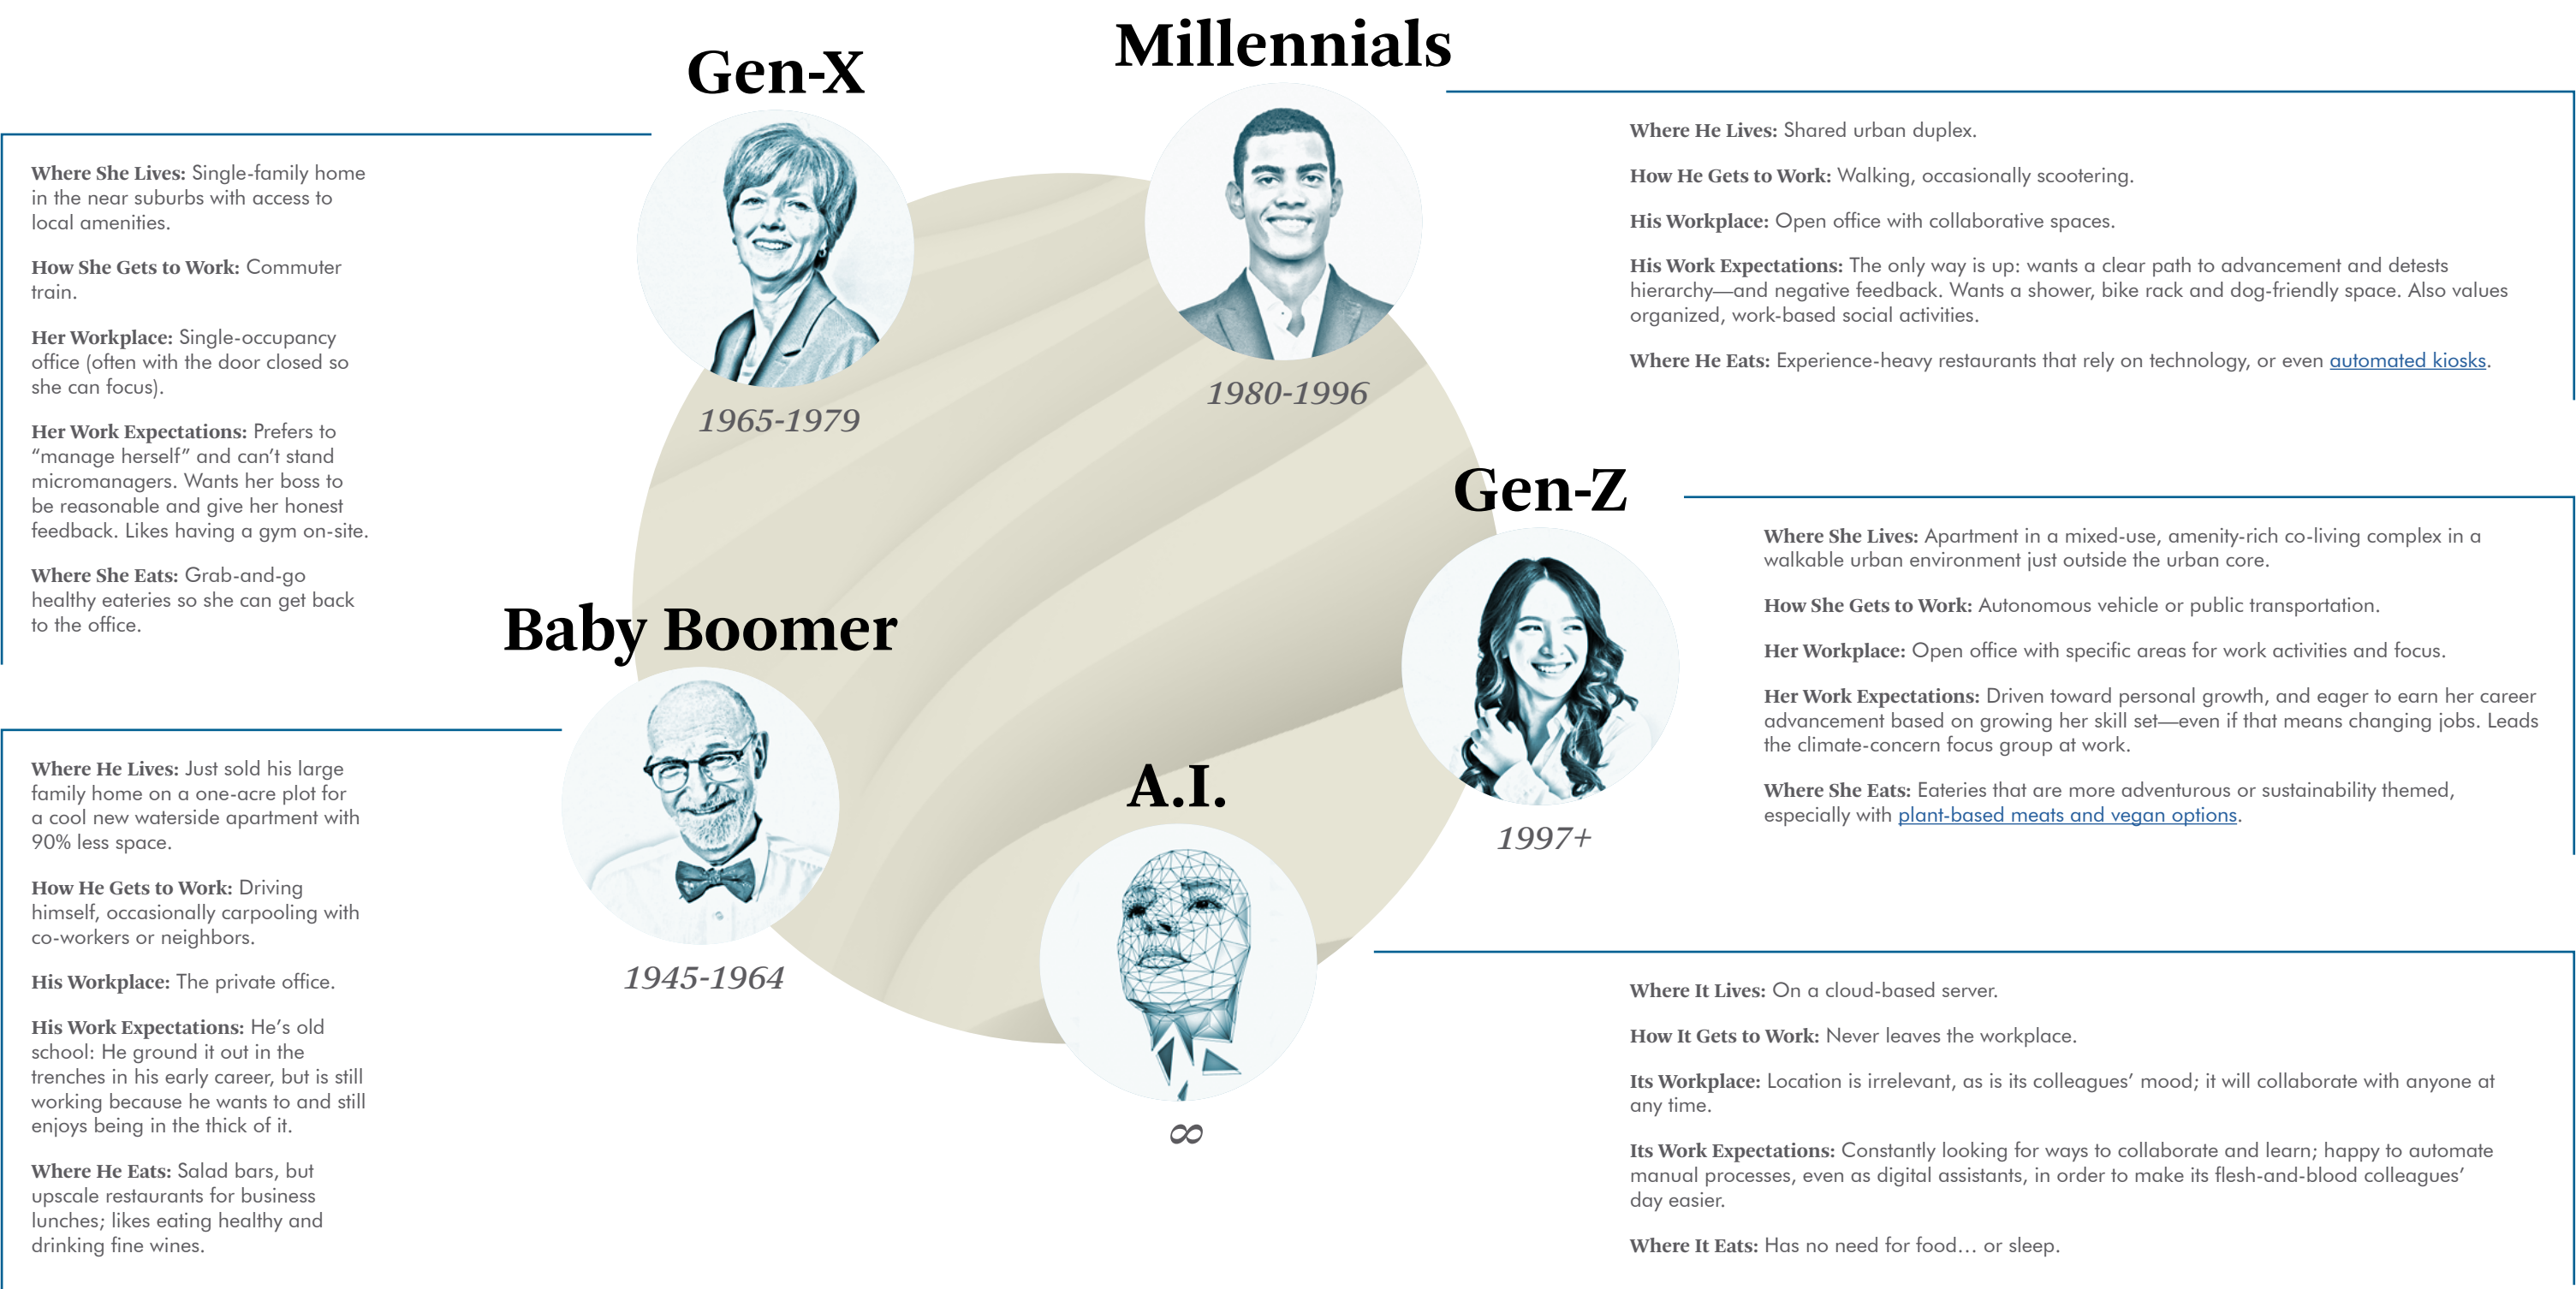 Gen-X
Where She Lives: Single-family home
in the near suburbs with access to
local amenities.
How She Gets to Work: Commuter
train.
Her Workplace: Single-occupancy
office (often with the door closed so
she can focus).
Her Work Expectations: Prefers to
“manage herself” and can’t stand
micromanagers. Wants her boss to
be reasonable and give her honest
feedback. Likes having a gym on-site.
Where She Eats: Grab-and-go
healthy eateries so she can get back
to the office.
1965-1979
Millennials
Where He Lives: Shared urban duplex.
How He Gets to Work: Walking, occasionally scootering.
His Workplace: Open office with collaborative spaces.
His Work Expectations: The only way is up: wants a clear path to advancement and detests
hierarchy—and negative feedback. Wants a shower, bike rack and dog-friendly space. Also values
organized, work-based social activities.
Where He Eats: Experience-heavy restaurants that rely on technology, or even automated kiosks.
1980-1996
Gen-Z
Where She Lives: Apartment in a mixed-use, amenity-rich co-living complex in a
walkable urban environment just outside the urban core.
How She Gets to Work: Autonomous vehicle or public transportation.
Her Workplace: Open office with specific areas for work activities and focus.
Her Work Expectations: Driven toward personal growth, and eager to earn her career
advancement based on growing her skill set—even if that means changing jobs. Leads
the climate-concern focus group at work.
Where She Eats: Eateries that are more adventurous or sustainability themed,
especially with plant-based meats and vegan options.
1997+
Baby Boomer
Where He Lives: Just sold his large
family home on a one-acre plot for
a cool new waterside apartment with
90% less space.
How He Gets to Work: Driving
himself, occasionally carpooling with
co-workers or neighbors.
His Workplace: The private office.
His Work Expectations: He’s old
school: He ground it out in the
trenches in his early career, but is still
working because he wants to and still
enjoys being in the thick of it.
Where He Eats: Salad bars, but
upscale restaurants for business
lunches; likes eating healthy and
drinking fine wines.
1945-1964
A.I.
Where It Lives: On a cloud-based server.
How It Gets to Work: Never leaves the workplace.
Its Workplace: Location is irrelevant, as is its colleagues’ mood; it will collaborate with anyone at
any time.
Its Work Expectations: Constantly looking for ways to collaborate and learn; happy to automate
manual processes, even as digital assistants, in order to make its flesh-and-blood colleagues’
day easier.
Where It Eats: Has no need for food… or sleep.
∞